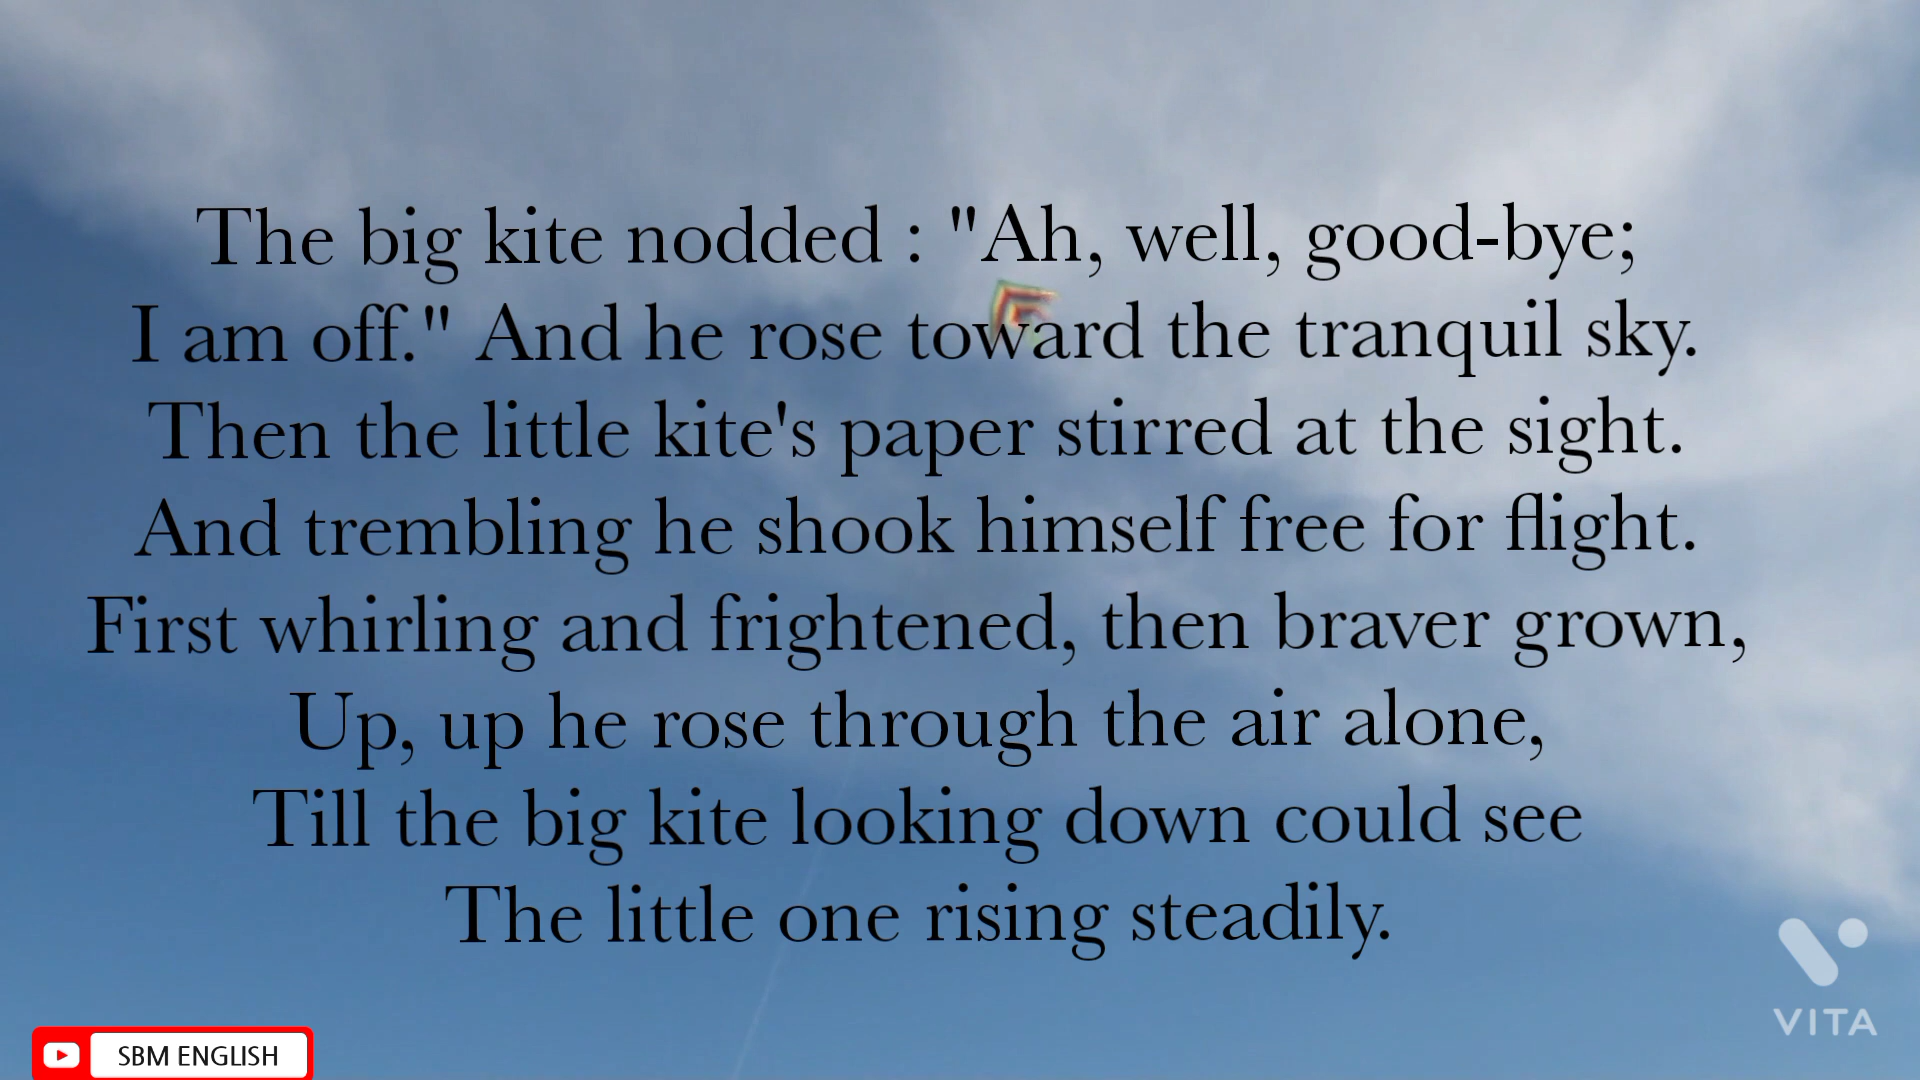 The big kite nodded : "Ah, well, good-bye;
I am off." And he rose toward the tranquil sky.
Then the little kite's paper stirred at the sight.
And trembling he shook himself free for flight.
First whirling and frightened, then braver grown,
Up, up he rose through the air alone,
Till the big kite looking down could see
The little one rising steadily.
VITA
SBM ENGLISH